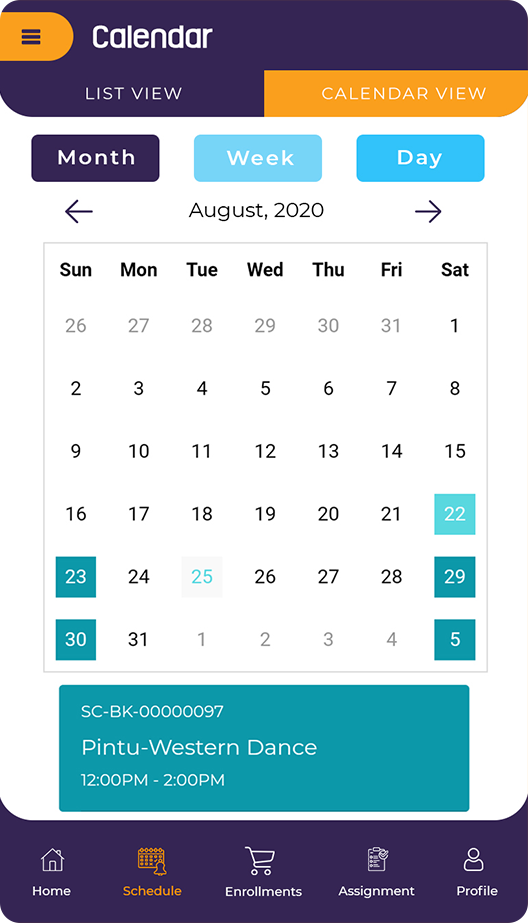 Calendar
LIST VIEW CALENDAR VIEW
Month Week Day
August, 2020
Sun Mon Tue Wed Thu Fri Sat
26 27 28 29 30 31 1
2 3 4 5 6 7 8
9 10 11 12 13 14 15
16 17 18 19 20 21 22
23 24 25 26 27 28 29
30 31 1 2 3 4 5
SC-BK-00000097
Pintu-Western Dance
12:00PM - 2:00PM
Home Schedule Enrollments Assignment Profile